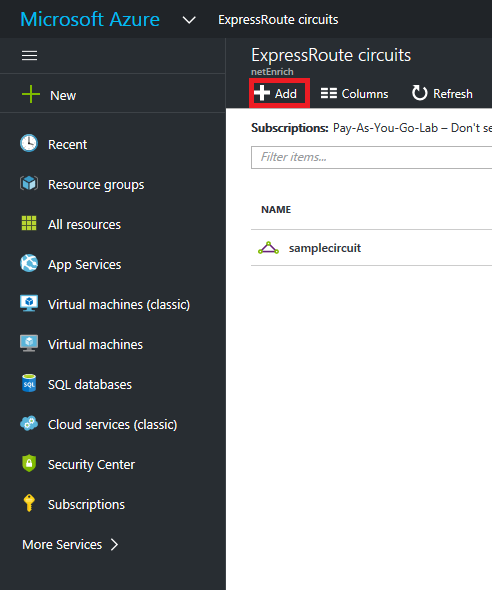 Microsoft Azure ExpressRoute circuits
ExpressRoute circuits
netEnrich
Add Columns Refresh
New
Subscriptions: Pay-As-You-Go-Lab – Don't se
Recent
Filter items...
Resource groups
NAME
All resources
samplecircuit
App Services
Virtual machines (classic)
Virtual machines
SQL
SQL databases
Cloud services (classic)
Security Center
Subscriptions
More Services